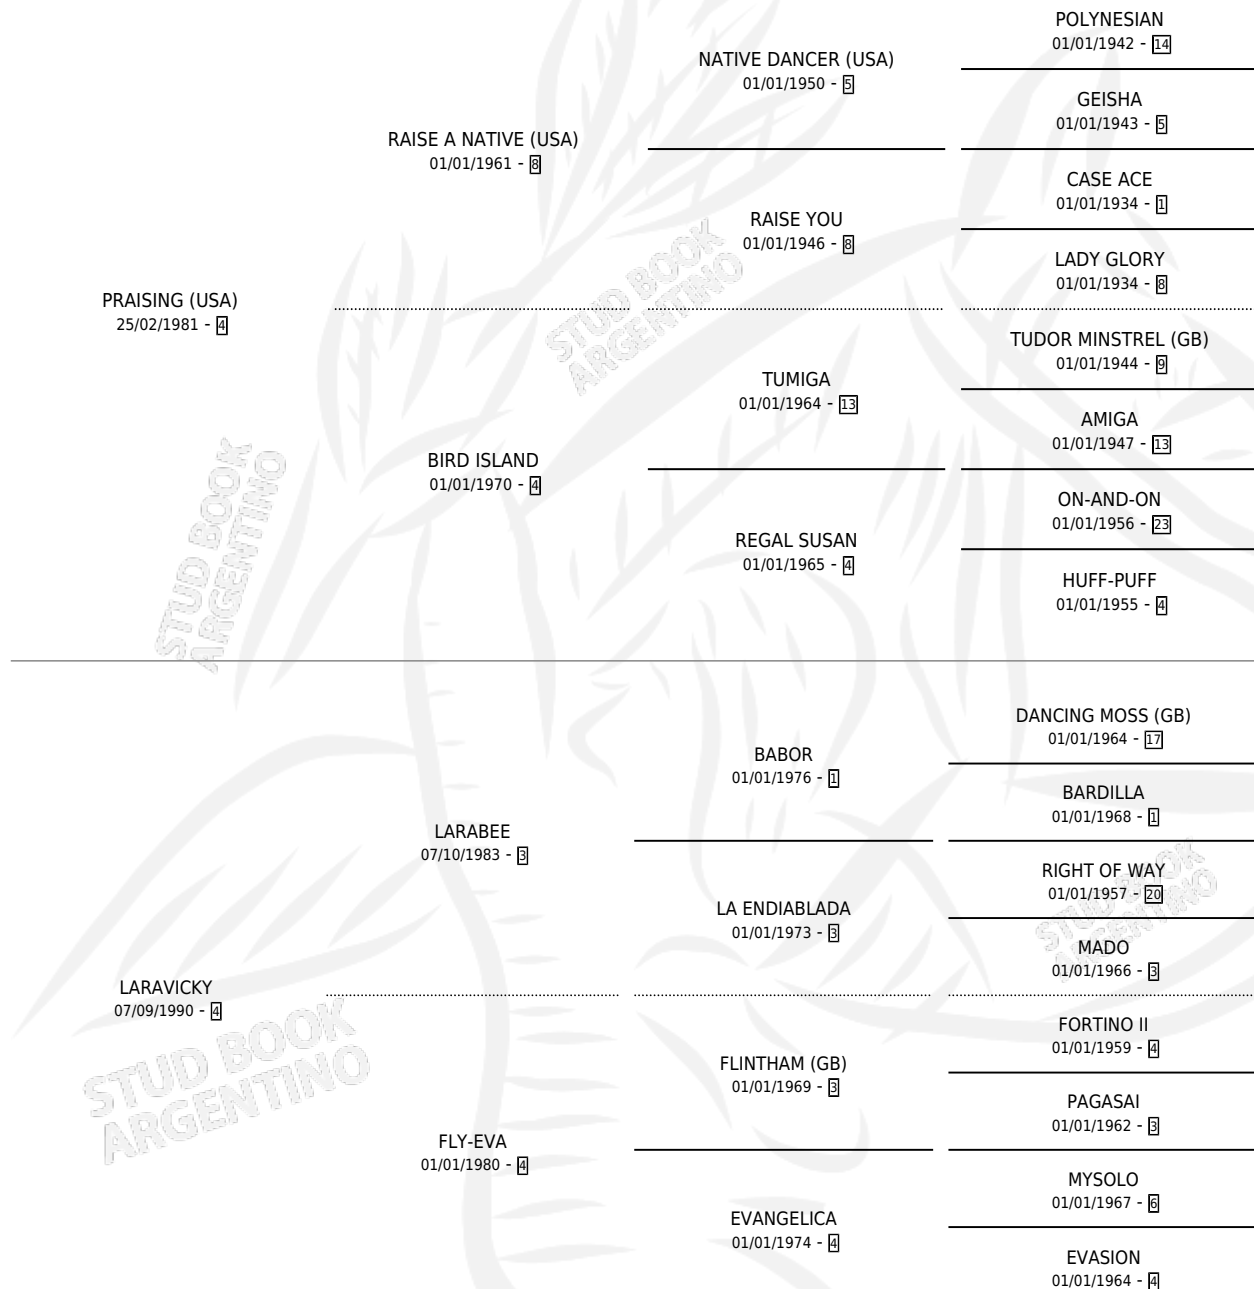 POLYNESIAN
01/01/1942 - 14
NATIVE DANCER (USA)
01/01/1950 - 5
GEISHA
01/01/1943 - 5
RAISE A NATIVE (USA)
01/01/1961 - 8
CASE ACE
01/01/1934 - 1
RAISE YOU
01/01/1946 - 8
LADY GLORY
01/01/1934 - 8
PRAISING (USA)
25/02/1981 - 4
TUDOR MINSTREL (GB)
01/01/1944 - 9
TUMIGA
01/01/1964 - 13
AMIGA
01/01/1947 - 13
BIRD ISLAND
01/01/1970 - 4
ON-AND-ON
01/01/1956 - 23
REGAL SUSAN
01/01/1965 - 4
HUFF-PUFF
01/01/1955 - 4
DANCING MOSS (GB)
01/01/1964 - 17
BABOR
01/01/1976 - 1
BARDILLA
01/01/1968 - 1
LARABEE
07/10/1983 - 3
RIGHT OF WAY
01/01/1957 - 20
LA ENDIABLADA
01/01/1973 - 3
MADO
01/01/1966 - 3
LARAVICKY
07/09/1990 - 4
FORTINO II
01/01/1959 - 4
FLINTHAM (GB)
01/01/1969 - 3
PAGASAI
01/01/1962 - 3
FLY-EVA
01/01/1980 - 4
MYSOLO
01/01/1967 - 6
EVANGELICA
01/01/1974 - 4
EVASION
01/01/1964 - 4
STUD BOOK
ARGENTINO
STUD BOOK
ARGENTINO
STUD BOOK
ARGENTINO
STUD BOOK
ARGENTINO